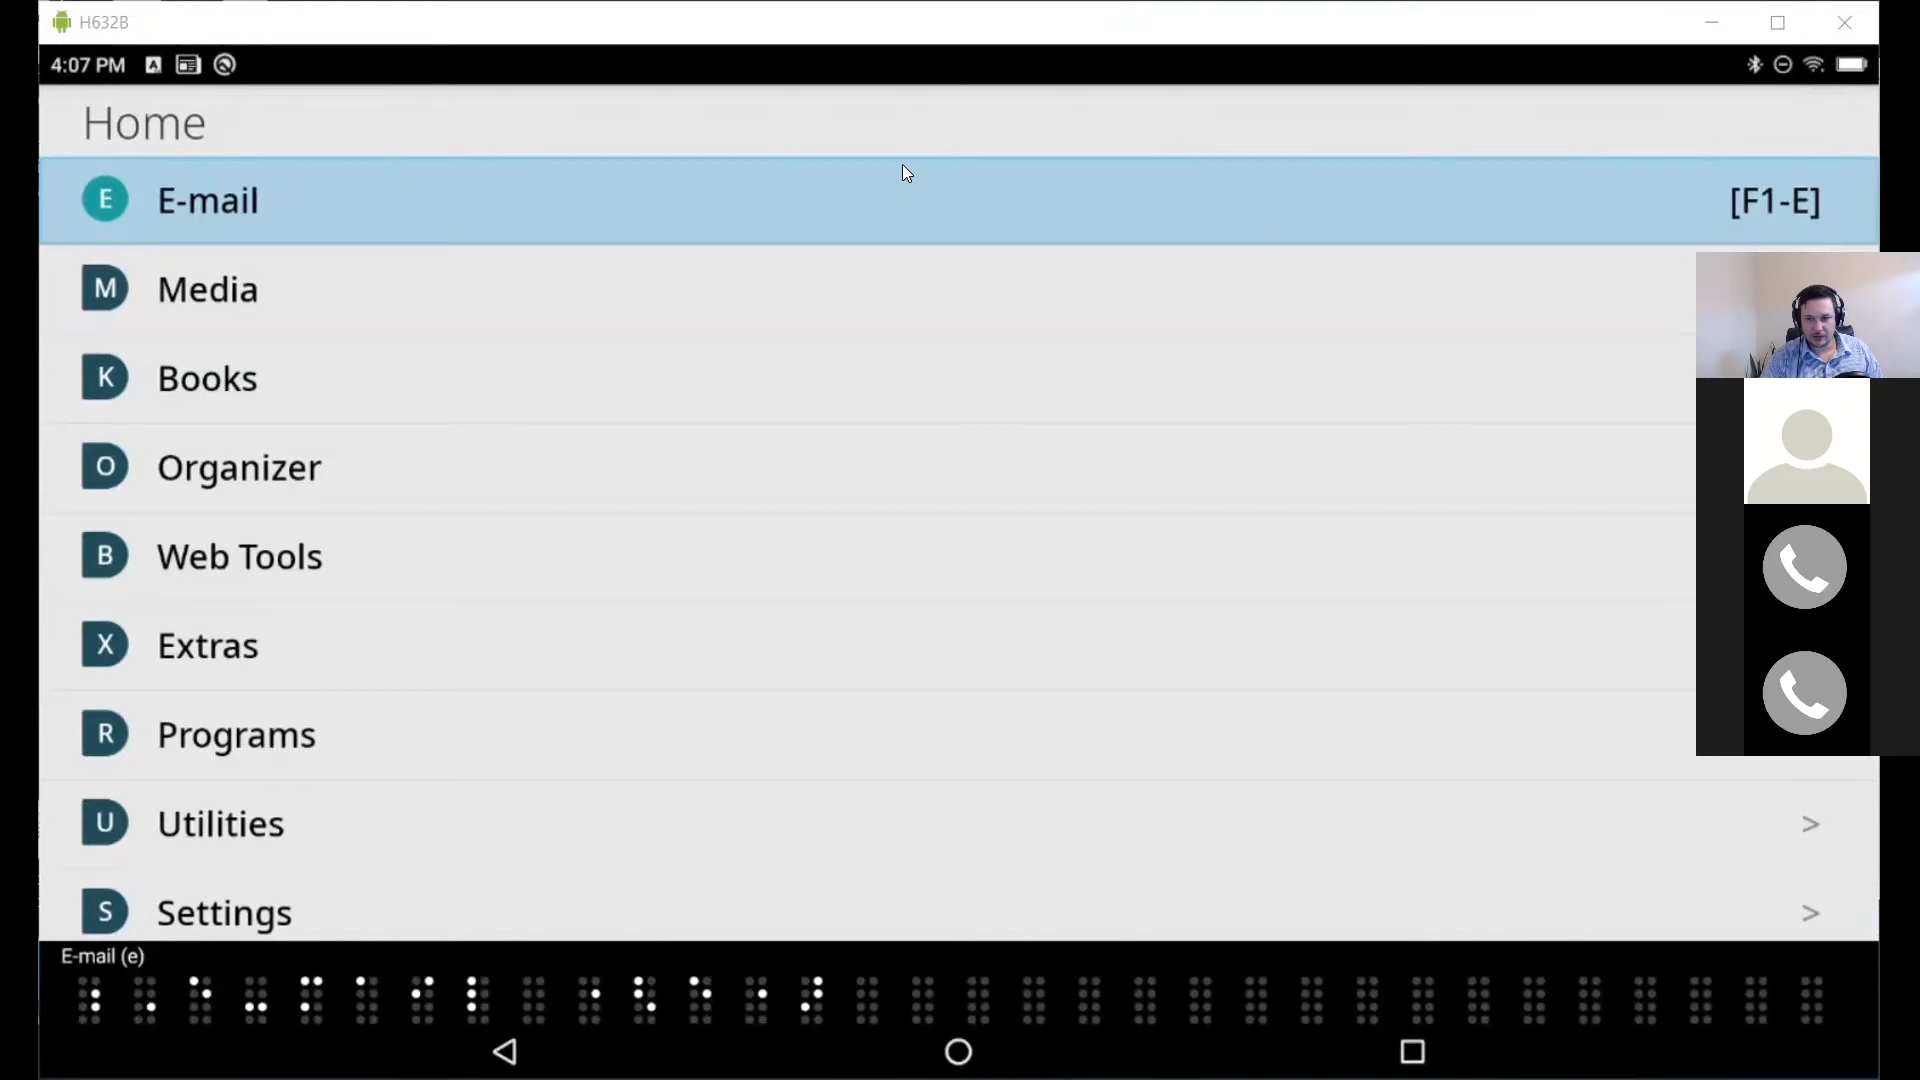 H632B
4:07 PM
Home
E E-mail [F1-E]
M Media
K Books
O Organizer
B Web Tools
X Extras
R Programs
U Utilities >
S Settings >
E-mail (e)